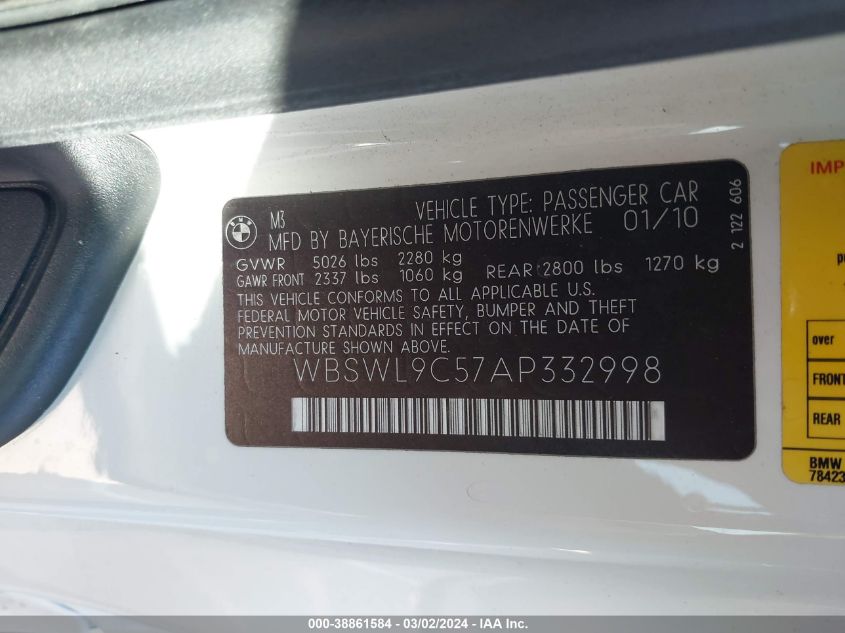 BMW
M3
VEHICLE TYPE: PASSENGER CAR
MFD BY BAYERISCHE MOTORENWERKE 01/10
GVWR 5026 lbs 2280 kg
GAWR FRONT 2337 lbs 1060 kg REAR 2800 lbs 1270 kg
THIS VEHICLE CONFORMS TO ALL APPLICABLE U.S.
FEDERAL MOTOR VEHICLE SAFETY, BUMPER AND THEFT
PREVENTION STANDARDS IN EFFECT ON THE DATE OF
MANUFACTURE SHOWN ABOVE.
WBSWL9C57AP332998
2 122 606
IMP
over
FRONT
REAR
BMW
78423
000-38861584 - 03/02/2024 - IAA Inc.